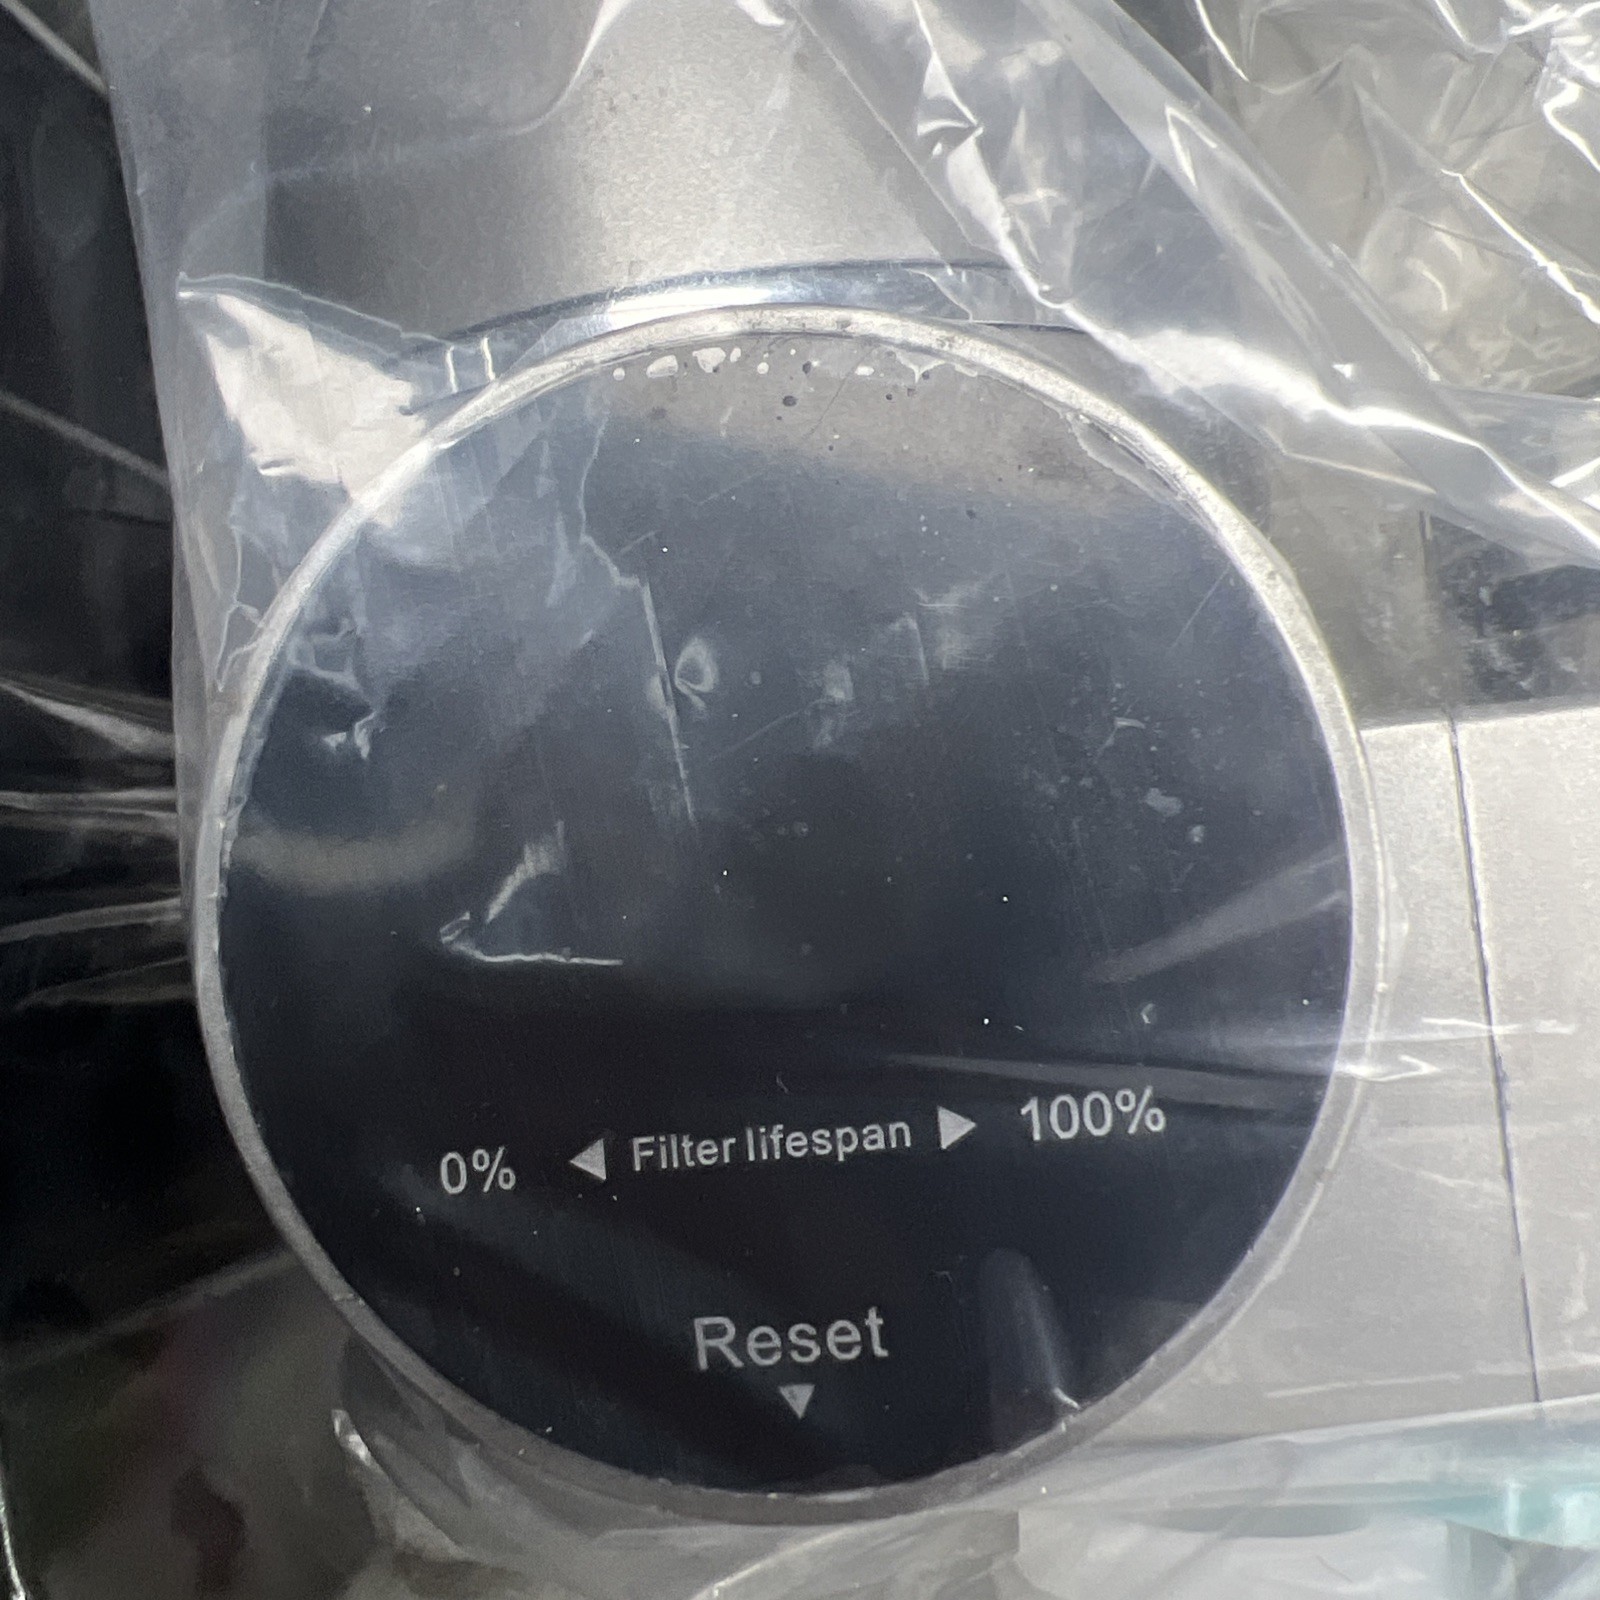 0% ◀ Filter lifespan ▶ 100%
Reset
▼